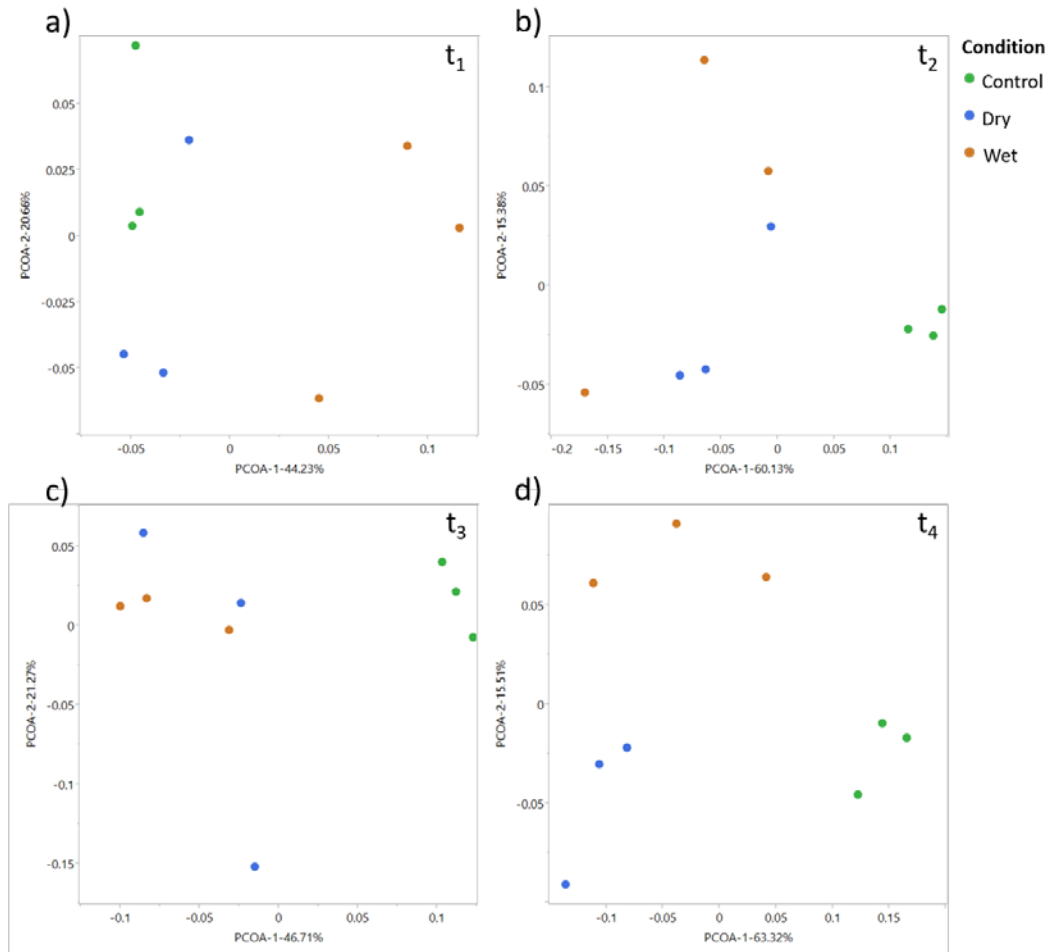 a)
t1
0.05
0.025
0
-0.025
-0.05
PCOA-2-20.66%
-0.05
0
0.05
0.1
PCOA-1-44.23%
b)
t2
0.1
0.05
0
-0.05
PCOA-2-15.38%
-0.2
-0.15
-0.1
-0.05
0
0.05
0.1
0.15
PCOA-1-60.13%
Condition
Control
Dry
Wet
c)
t3
0.05
0
-0.05
-0.1
-0.15
PCOA-2-21.27%
-0.1
-0.05
0
0.05
0.1
PCOA-1-46.71%
d)
t4
0.05
0
-0.05
PCOA-2-15.51%
-0.1
-0.05
0
0.05
0.1
0.15
PCOA-1-63.32%